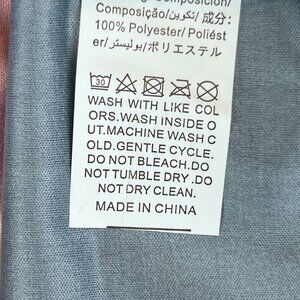 Composição/تكوين/ 成分:
100% Polyester/ Poliést
er/بوليستر/ポリエステル
30
WASH WITH LIKE COL
ORS.WASH INSIDE O
UT.MACHINE WASH C
OLD.GENTLE CYCLE.
DO NOT BLEACH.DO
NOT TUMBLE DRY .DO
NOT DRY CLEAN.
MADE IN CHINA